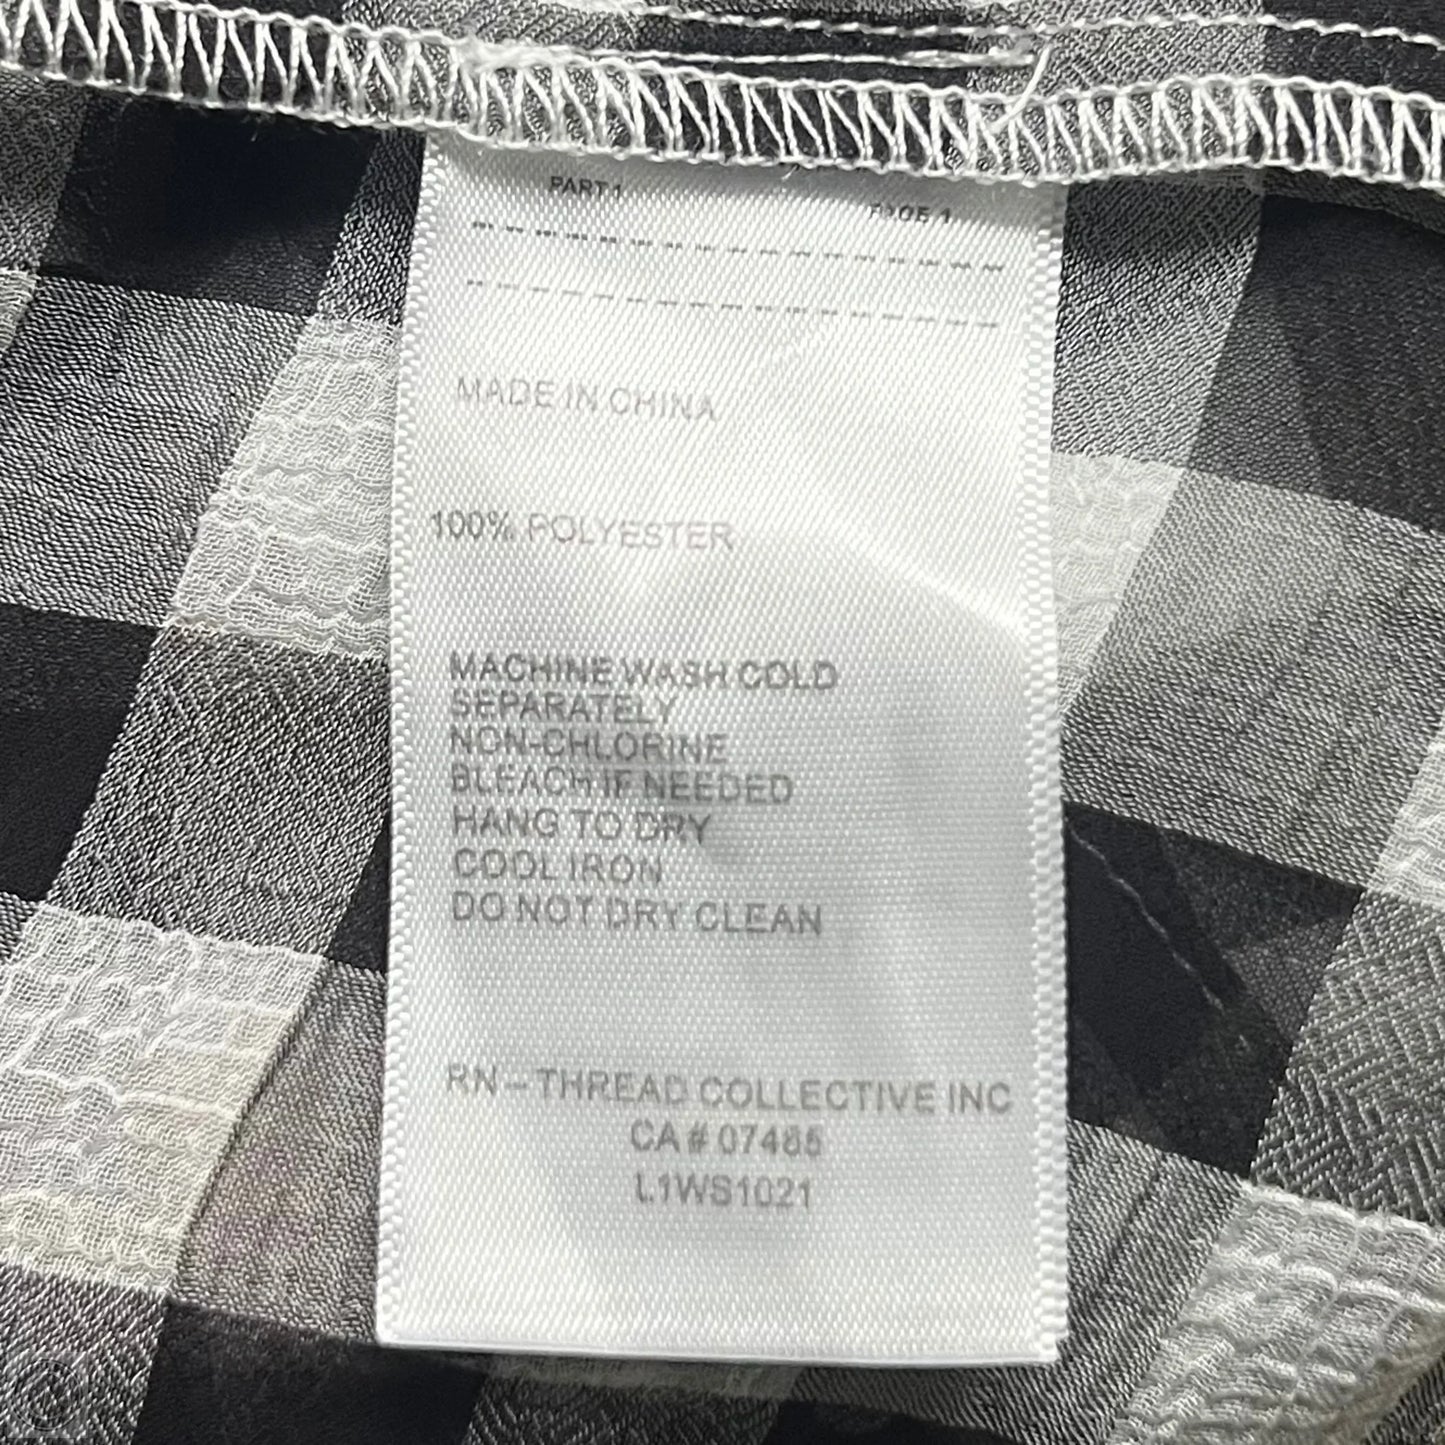 PART 1
PAGE 1
MADE IN CHINA
100% POLYESTER
MACHINE WASH COLD
SEPARATELY
NON-CHLORINE
BLEACH IF NEEDED
HANG TO DRY
COOL IRON
DO NOT DRY CLEAN
RN – THREAD COLLECTIVE INC
CA # 07485
L1WS1021